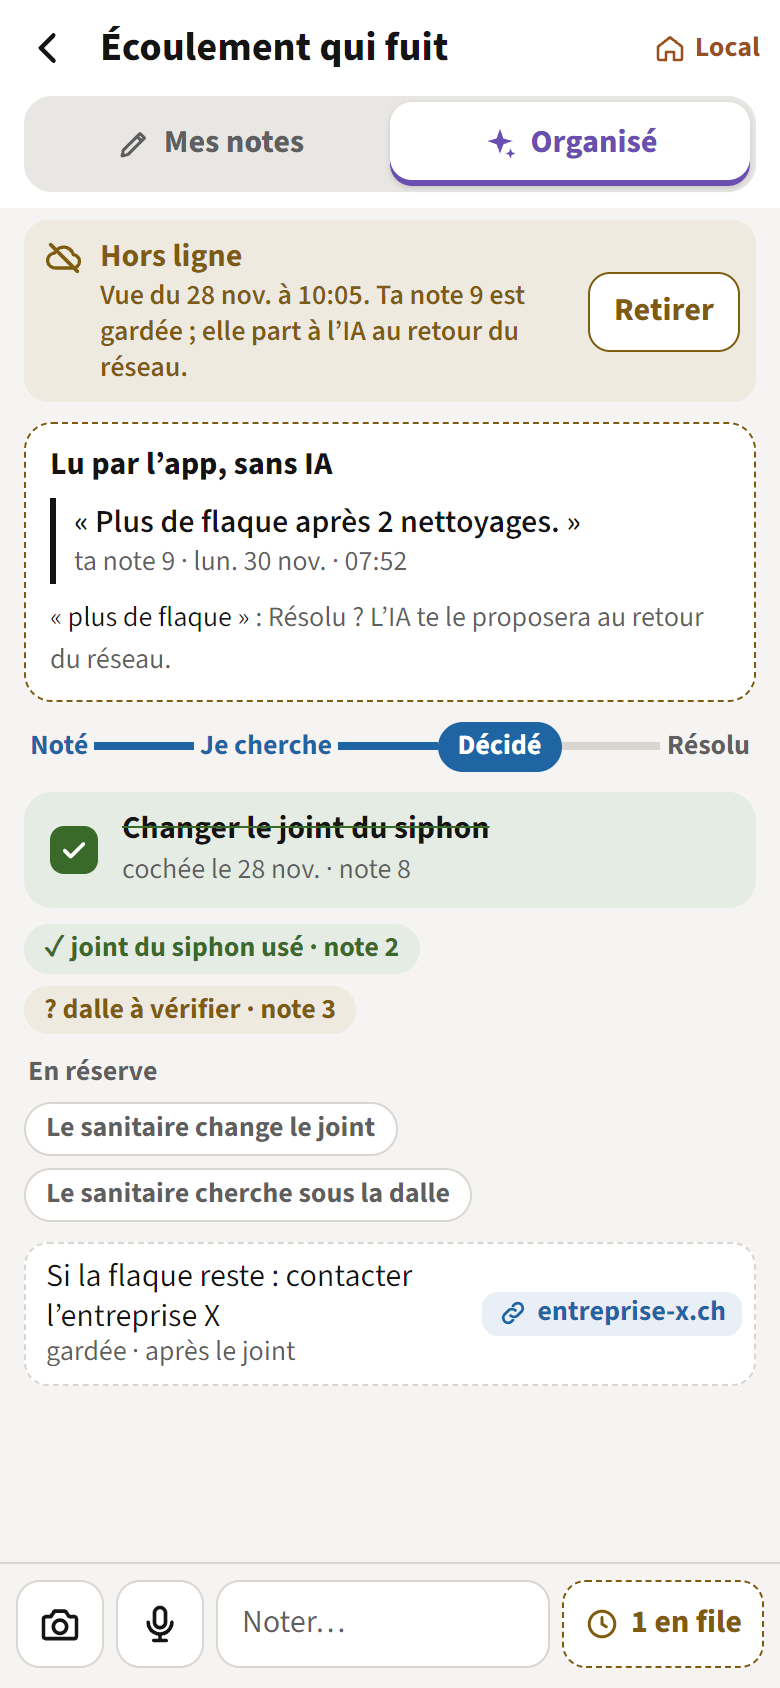 Écoulement qui fuit
Local
Mes notes
Organisé
Hors ligne
Vue du 28 nov. à 10:05. Ta note 9 est
gardée ; elle part à l’IA au retour du
réseau.
Retirer
Lu par l’app, sans IA
« Plus de flaque après 2 nettoyages. »
ta note 9 · lun. 30 nov. · 07:52
« plus de flaque » : Résolu ? L’IA te le proposera au retour
du réseau.
Noté
Je cherche
Décidé
Résolu
Changer le joint du siphon
cochée le 28 nov. · note 8
✓ joint du siphon usé · note 2
? dalle à vérifier · note 3
En réserve
Le sanitaire change le joint
Le sanitaire cherche sous la dalle
Si la flaque reste : contacter
l’entreprise X
gardée · après le joint
entreprise-x.ch
Noter…
1 en file